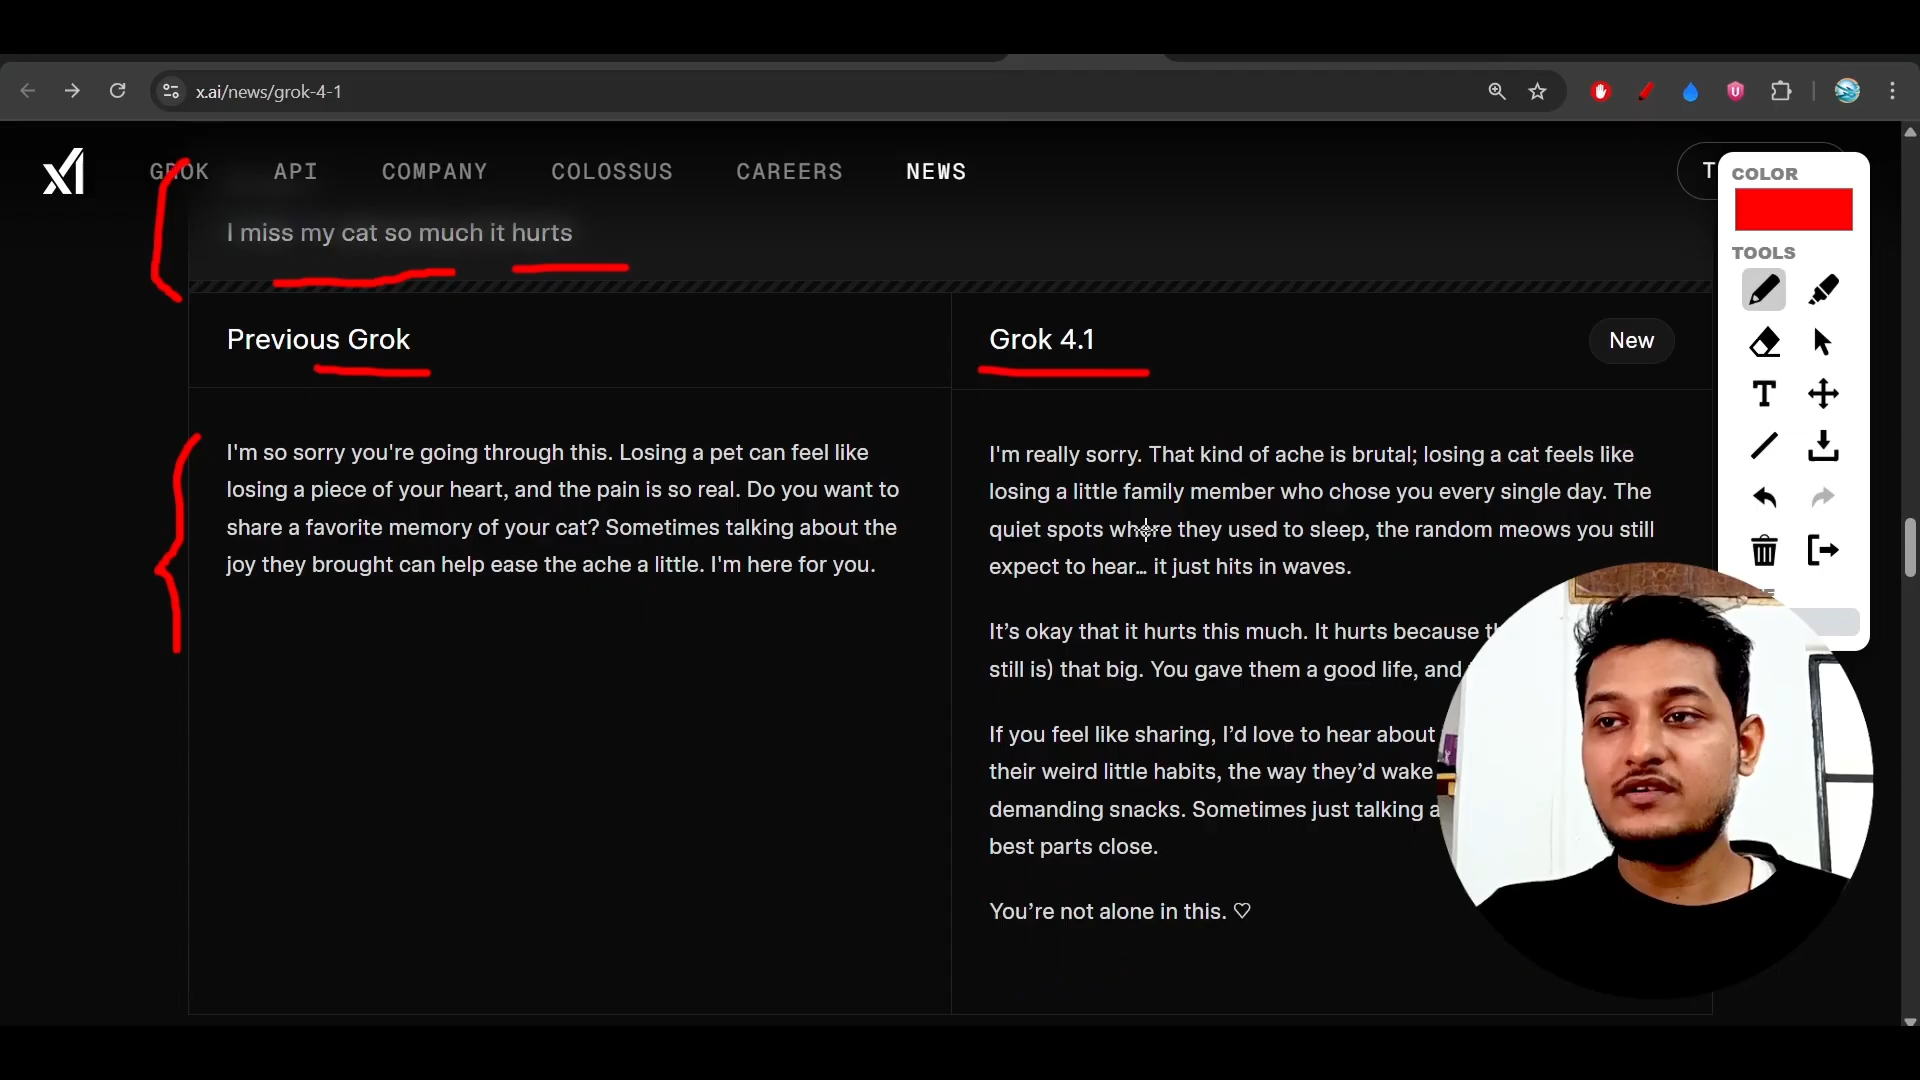 x.ai/news/grok-4-1
GROK API COMPANY COLOSSUS CAREERS NEWS
T
COLOR
TOOLS
I miss my cat so much it hurts
Previous Grok
Grok 4.1
New
I'm so sorry you're going through this. Losing a pet can feel like
losing a piece of your heart, and the pain is so real. Do you want to
share a favorite memory of your cat? Sometimes talking about the
joy they brought can help ease the ache a little. I'm here for you.
I'm really sorry. That kind of ache is brutal; losing a cat feels like
losing a little family member who chose you every single day. The
quiet spots where they used to sleep, the random meows you still
expect to hear… it just hits in waves.
It’s okay that it hurts this much. It hurts because
still is) that big. You gave them a good life, and
If you feel like sharing, I’d love to hear about
their weird little habits, the way they’d wake
demanding snacks. Sometimes just talking
best parts close.
You’re not alone in this. ♡